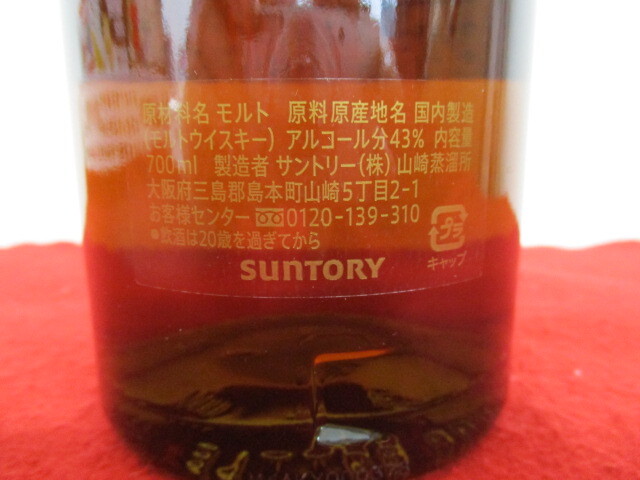 原材料名 モルト 原料原産地名 国内製造
(モルトウイスキー) アルコール分43% 内容量
700ml 製造者 サントリー(株) 山崎蒸溜所
大阪府三島郡島本町山崎5丁目2-1
お客様センター 0120-139-310
●飲酒は20歳を過ぎてから
プラ
キャップ
SUNTORY